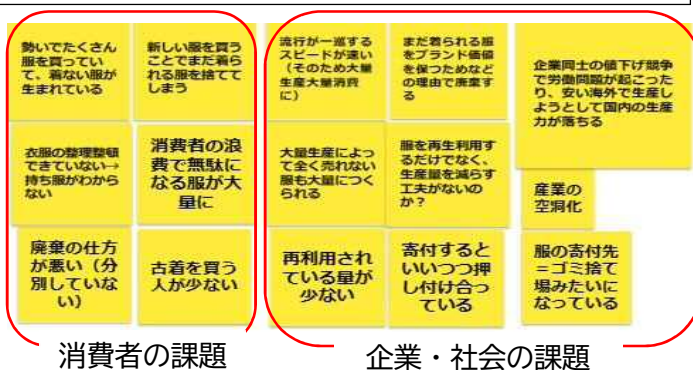 勢いでたくさん
服を買ってい
て、着ない服が
生まれている
新しい服を買う
ことでまだ着ら
れる服を捨てて
しまう
衣服の整理整頓
できていない→
持ち服がわから
ない
消費者の浪
費で無駄に
なる服が大
量に
廃棄の仕方
が悪い（分
別していな
い）
古着を買う
人が少ない
消費者の課題
流行が一巡する
スピードが速い
（そのため大量
生産大量消費
に）
まだ着られる服
をブランド価値
を保つためなど
の理由で廃棄す
る
企業同士の値下げ競争
で労働問題が起こった
り、安い海外で生産し
ようとして国内の生産
力が落ちる
大量生産によっ
て全く売れない
服も大量につく
られる
服を再生利用す
るだけでなく、
生産量を減らす
工夫がないの
か？
産業の
空洞化
再利用され
ている量が
少ない
寄付すると
いいつつ押
し付け合っ
ている
服の寄付先
＝ゴミ捨て
場みたいに
なっている
企業・社会の課題